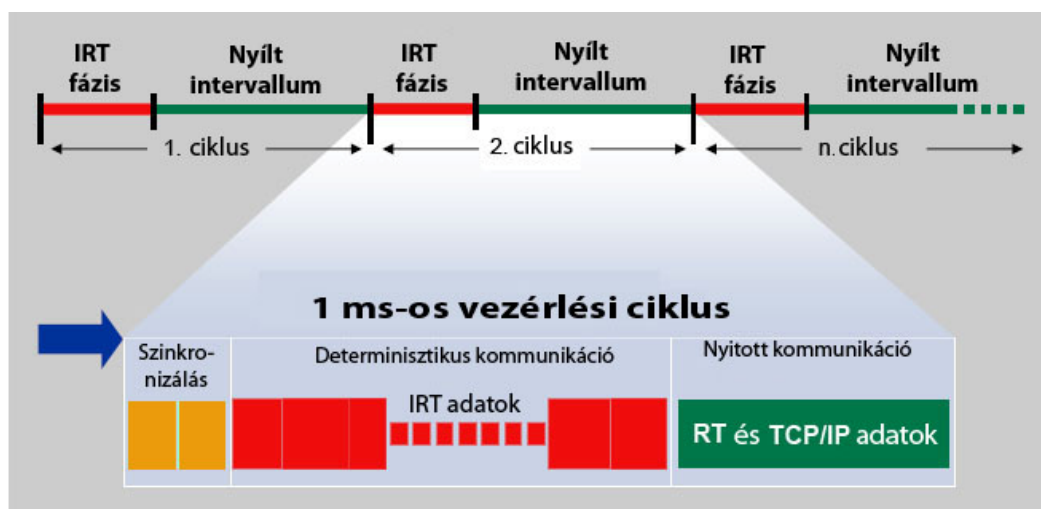 IRT
fázis
Nyílt
intervallum
IRT
fázis
Nyílt
intervallum
IRT
fázis
Nyílt
intervallum
1. ciklus
2. ciklus
n. ciklus
1 ms-os vezérlési ciklus
Szinkro-
nizálás
Determinisztikus kommunikáció
Nyitott kommunikáció
IRT adatok
RT és TCP/IP adatok